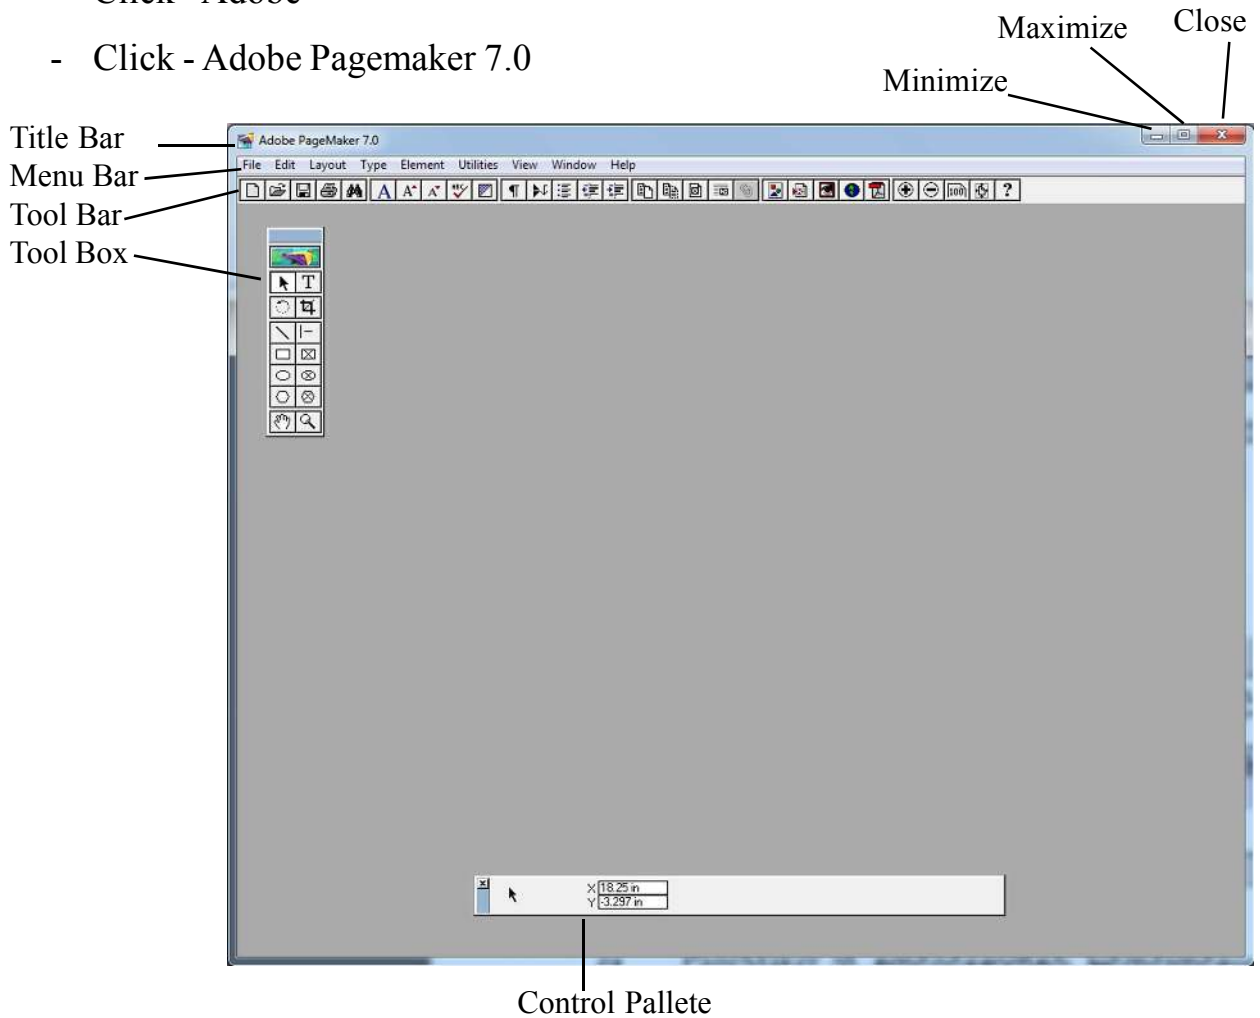 Click - Adobe
- Click - Adobe Pagemaker 7.0
Maximize
Close
Minimize
Title Bar
Menu Bar
Tool Bar
Tool Box
Adobe PageMaker 7.0
File Edit Layout Type Element Utilities View Window Help
X 18.25 in
Y -3.297 in
Control Pallete